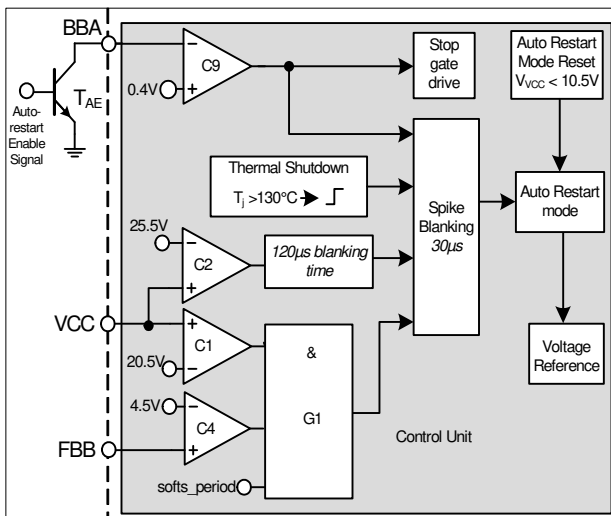 BBA
C9
0.4V
T_AE
Auto-
restart
Enable
Signal
Stop
gate
drive
Auto Restart
Mode Reset
V_VCC < 10.5V
Thermal Shutdown
T_j >130°C
Spike
Blanking
30µs
Auto Restart
mode
25.5V
C2
120µs blanking
time
VCC
C1
20.5V
4.5V
C4
FBB
&
G1
softs_period
Voltage
Reference
Control Unit